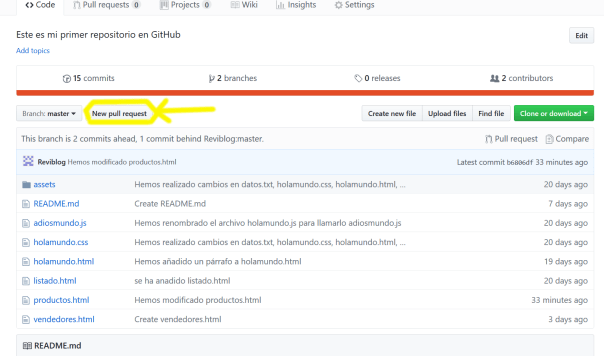 Code Pull requests 0 Projects 0 Wiki Insights Settings
Este es mi primer repositorio en GitHub Edit
Add topics
15 commits 2 branches 0 releases 2 contributors
Branch: master New pull request Create new file Upload files Find file Clone or download
This branch is 2 commits ahead, 1 commit behind Reviblog:master. Pull request Compare
Reviblog Hemos modificado productos.html Latest commit b6806df 33 minutes ago
assets Hemos realizado cambios en datos.txt, holamundo.css, holamundo.html, ... 20 days ago
README.md Create README.md 7 days ago
adiosmundo.js Hemos renombrado el archivo holamundo.js para llamarlo adiosmundo.js 20 days ago
holamundo.css Hemos realizado cambios en datos.txt, holamundo.css, holamundo.html, ... 20 days ago
holamundo.html Hemos añadido un párrafo a holamundo.html 19 days ago
listado.html se ha anadido listado.html 20 days ago
productos.html Hemos modificado productos.html 33 minutes ago
vendedores.html Create vendedores.html 3 days ago
README.md